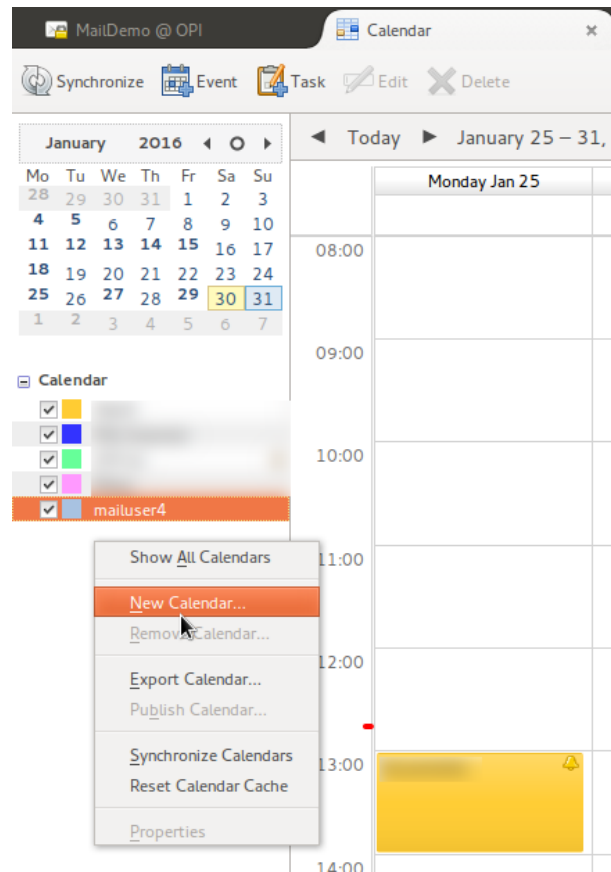 MailDemo @ OPI
Calendar
Synchronize Event Task Edit Delete
January 2016
Today January 25 – 31,
Mo Tu We Th Fr Sa Su
28 29 30 31 1 2 3
4 5 6 7 8 9 10
11 12 13 14 15 16 17
18 19 20 21 22 23 24
25 26 27 28 29 30 31
1 2 3 4 5 6 7
Monday Jan 25
08:00
09:00
Calendar
10:00
mailuser4
Show All Calendars
11:00
New Calendar...
Remove Calendar...
12:00
Export Calendar...
Publish Calendar...
Synchronize Calendars
13:00
Reset Calendar Cache
Properties
14:00